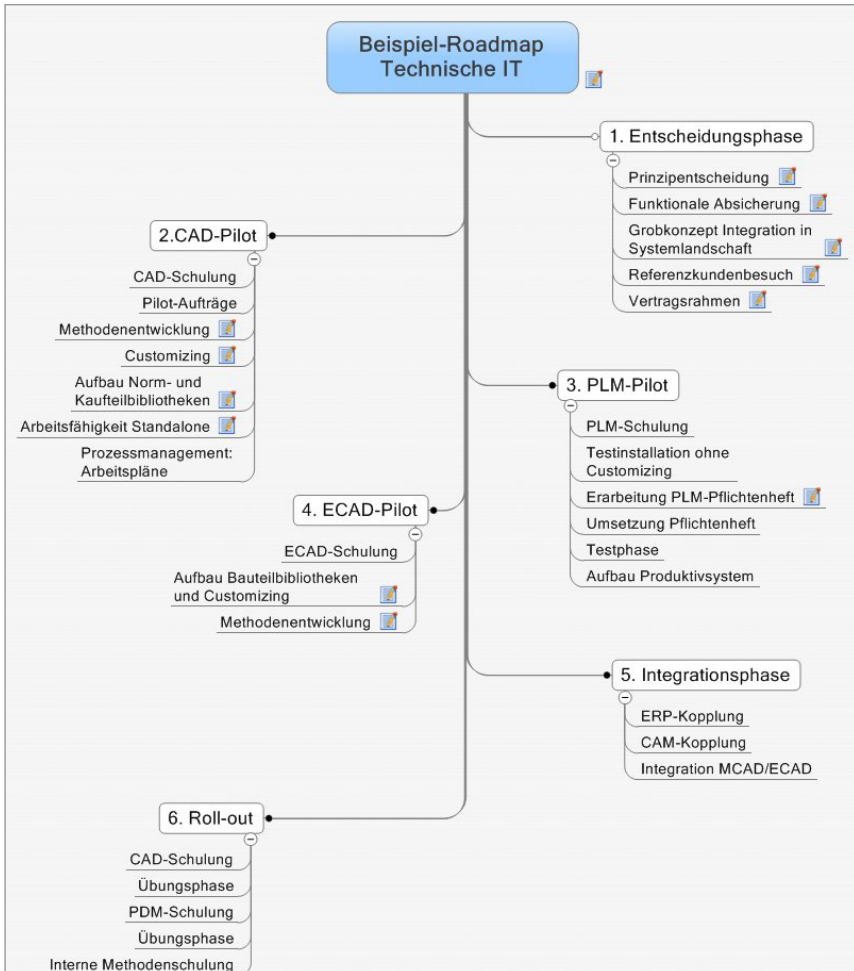 Beispiel-Roadmap
Technische IT
1. Entscheidungsphase
Prinzipentscheidung
Funktionale Absicherung
Grobkonzept Integration in
Systemlandschaft
Referenzkundenbesuch
Vertragsrahmen
2.CAD-Pilot
CAD-Schulung
Pilot-Aufträge
Methodenentwicklung
Customizing
Aufbau Norm- und
Kaufteilbibliotheken
Arbeitsfähigkeit Standalone
Prozessmanagement:
Arbeitspläne
3. PLM-Pilot
PLM-Schulung
Testinstallation ohne
Customizing
Erarbeitung PLM-Pflichtenheft
Umsetzung Pflichtenheft
Testphase
Aufbau Produktivsystem
4. ECAD-Pilot
ECAD-Schulung
Aufbau Bauteilbibliotheken
und Customizing
Methodenentwicklung
5. Integrationsphase
ERP-Kopplung
CAM-Kopplung
Integration MCAD/ECAD
6. Roll-out
CAD-Schulung
Übungsphase
PDM-Schulung
Übungsphase
Interne Methodenschulung